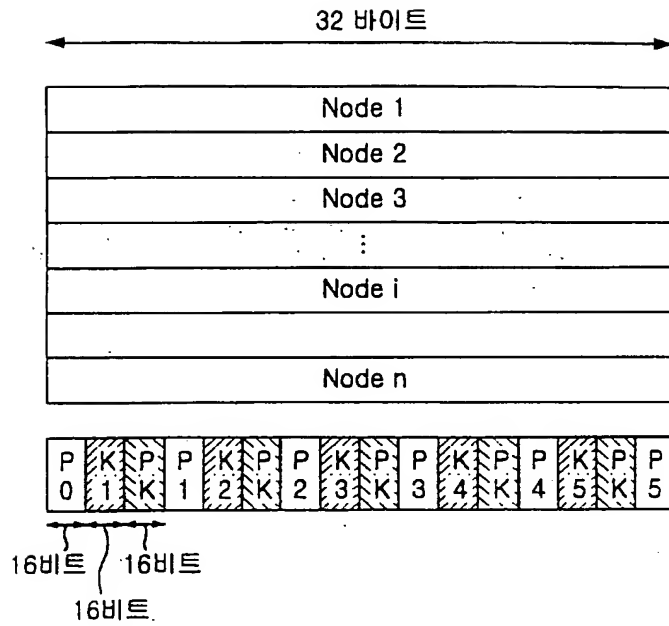 32 바이트
Node 1
Node 2
Node 3
⋮
Node i
Node n
P K P P K P P K P P K P P K P P
0 1 K 1 2 K 2 3 K 3 4 K 4 5 K 5
16비트 16비트
16비트